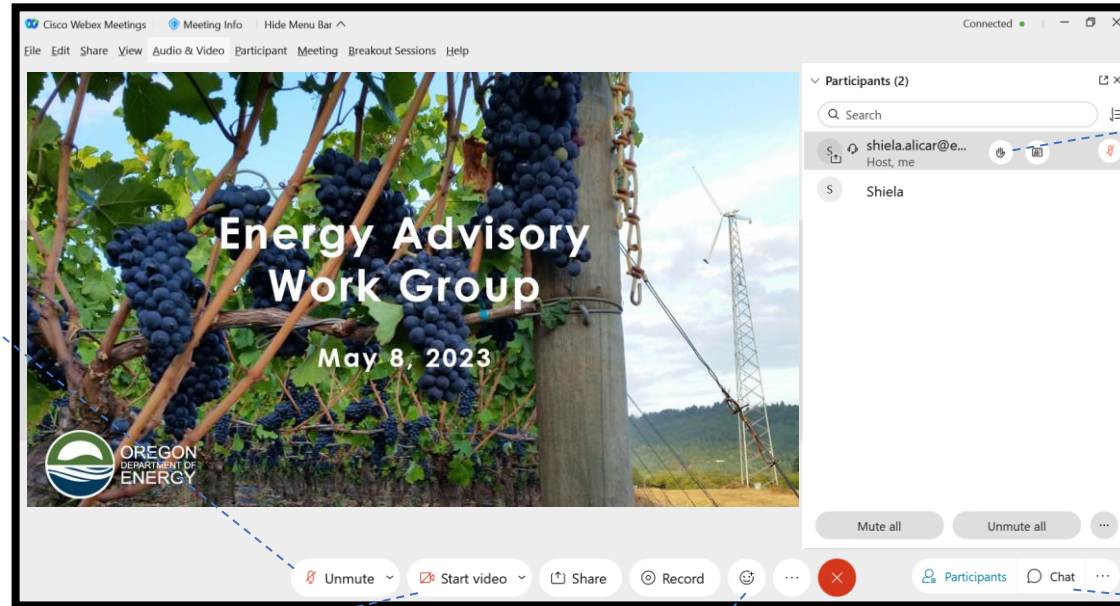 Cisco Webex Meetings
Meeting Info
Hide Menu Bar
Connected
File Edit Share View Audio & Video Participant Meeting Breakout Sessions Help
Energy Advisory
Work Group
May 8, 2023
OREGON
DEPARTMENT OF
ENERGY
Participants (2)
Search
S
shiela.alicar@e...
Host, me
S
Shiela
Mute all
Unmute all
...
Unmute
Start video
Share
Record
...
Participants
Chat
...